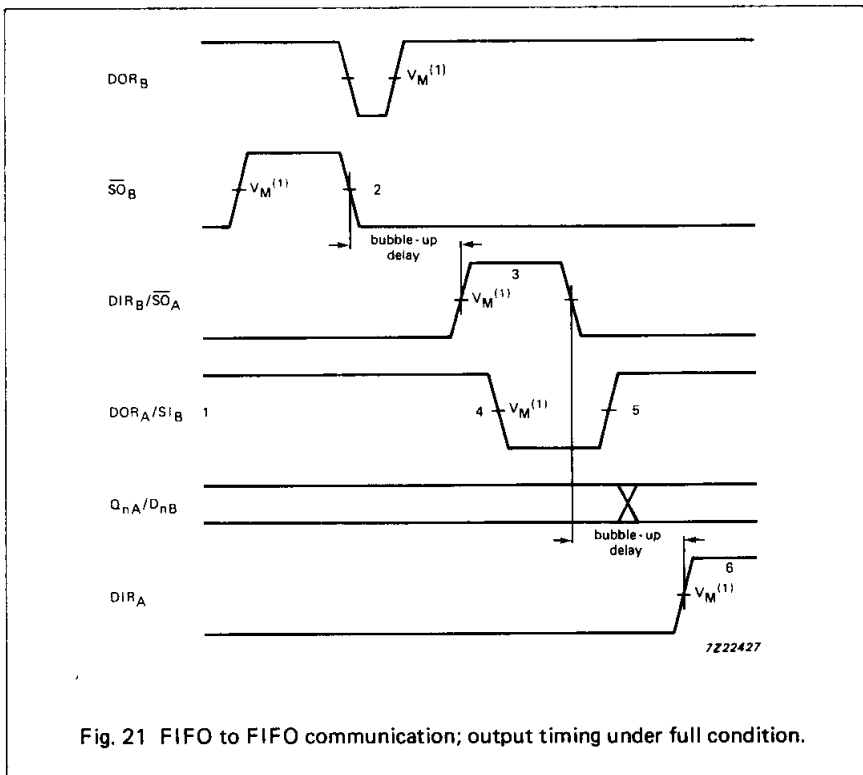 DOR_B
V_M^(1)
S̅O̅_B
V_M^(1)
2
bubble-up
delay
3
DIR_B/S̅O̅_A
V_M^(1)
DOR_A/SI_B
1
4
V_M^(1)
5
Q_nA/D_nB
bubble-up
delay
6
DIR_A
V_M^(1)
7Z22427
Fig. 21 FIFO to FIFO communication; output timing under full condition.